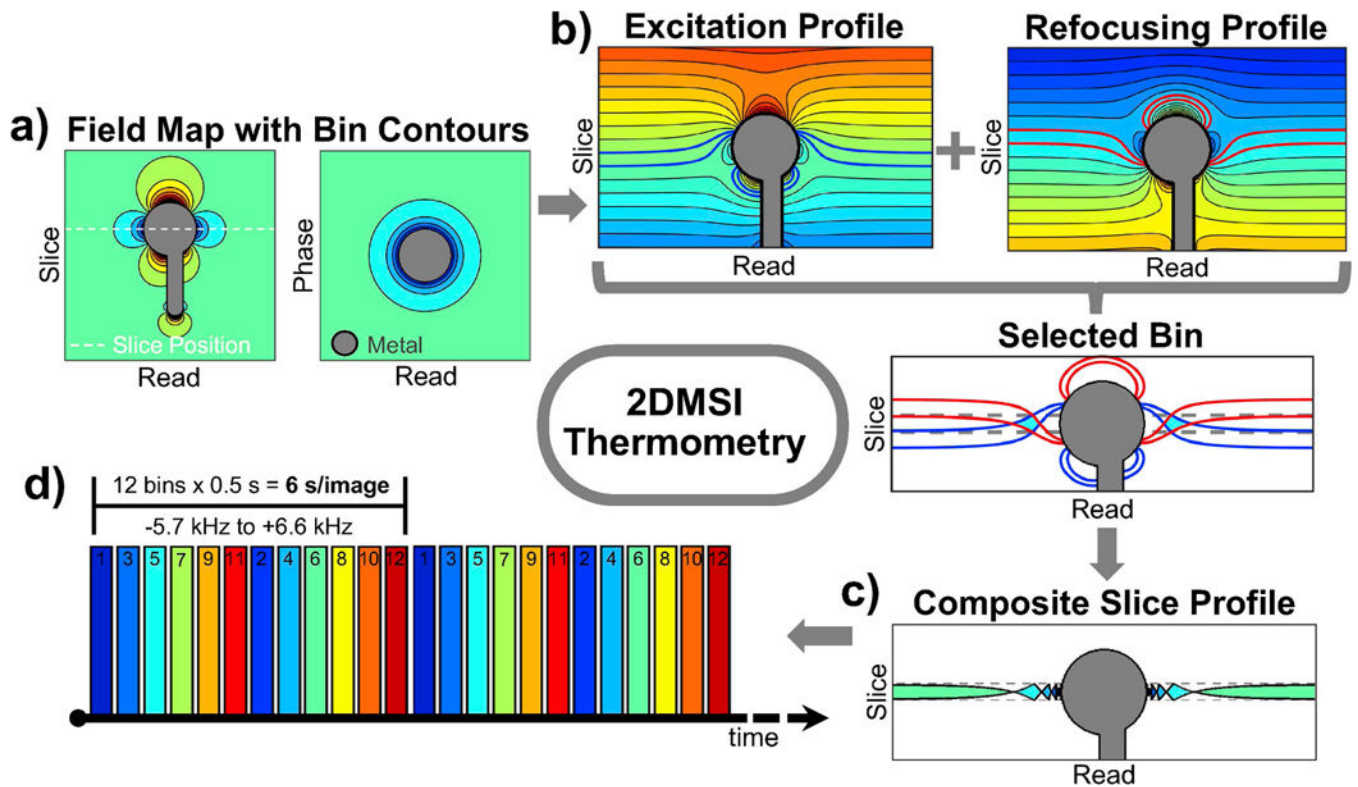 a) Field Map with Bin Contours
Slice
Slice Position
Read
Phase
Metal
Read
b) Excitation Profile
Slice
Read
+
Refocusing Profile
Slice
Read
Selected Bin
Slice
Read
2DMSI
Thermometry
c) Composite Slice Profile
Slice
Read
d)
12 bins x 0.5 s = 6 s/image
-5.7 kHz to +6.6 kHz
1 3 5 7 9 11 2 4 6 8 10 12 1 3 5 7 9 11 2 4 6 8 10 12
time